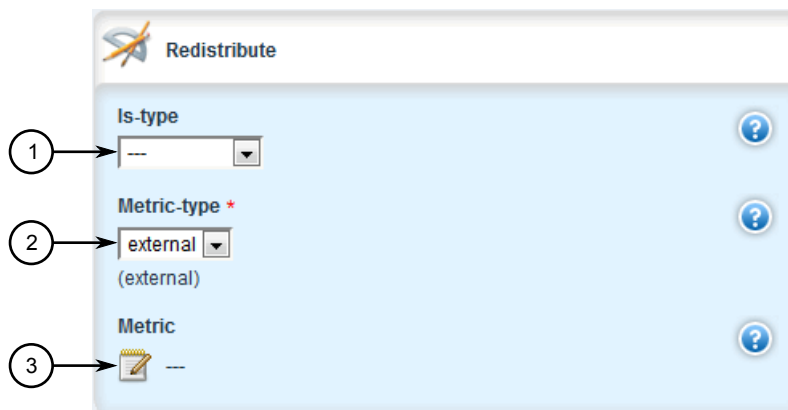 Redistribute
Is-type
?
1
---
Metric-type *
?
2
external
(external)
Metric
?
3
---